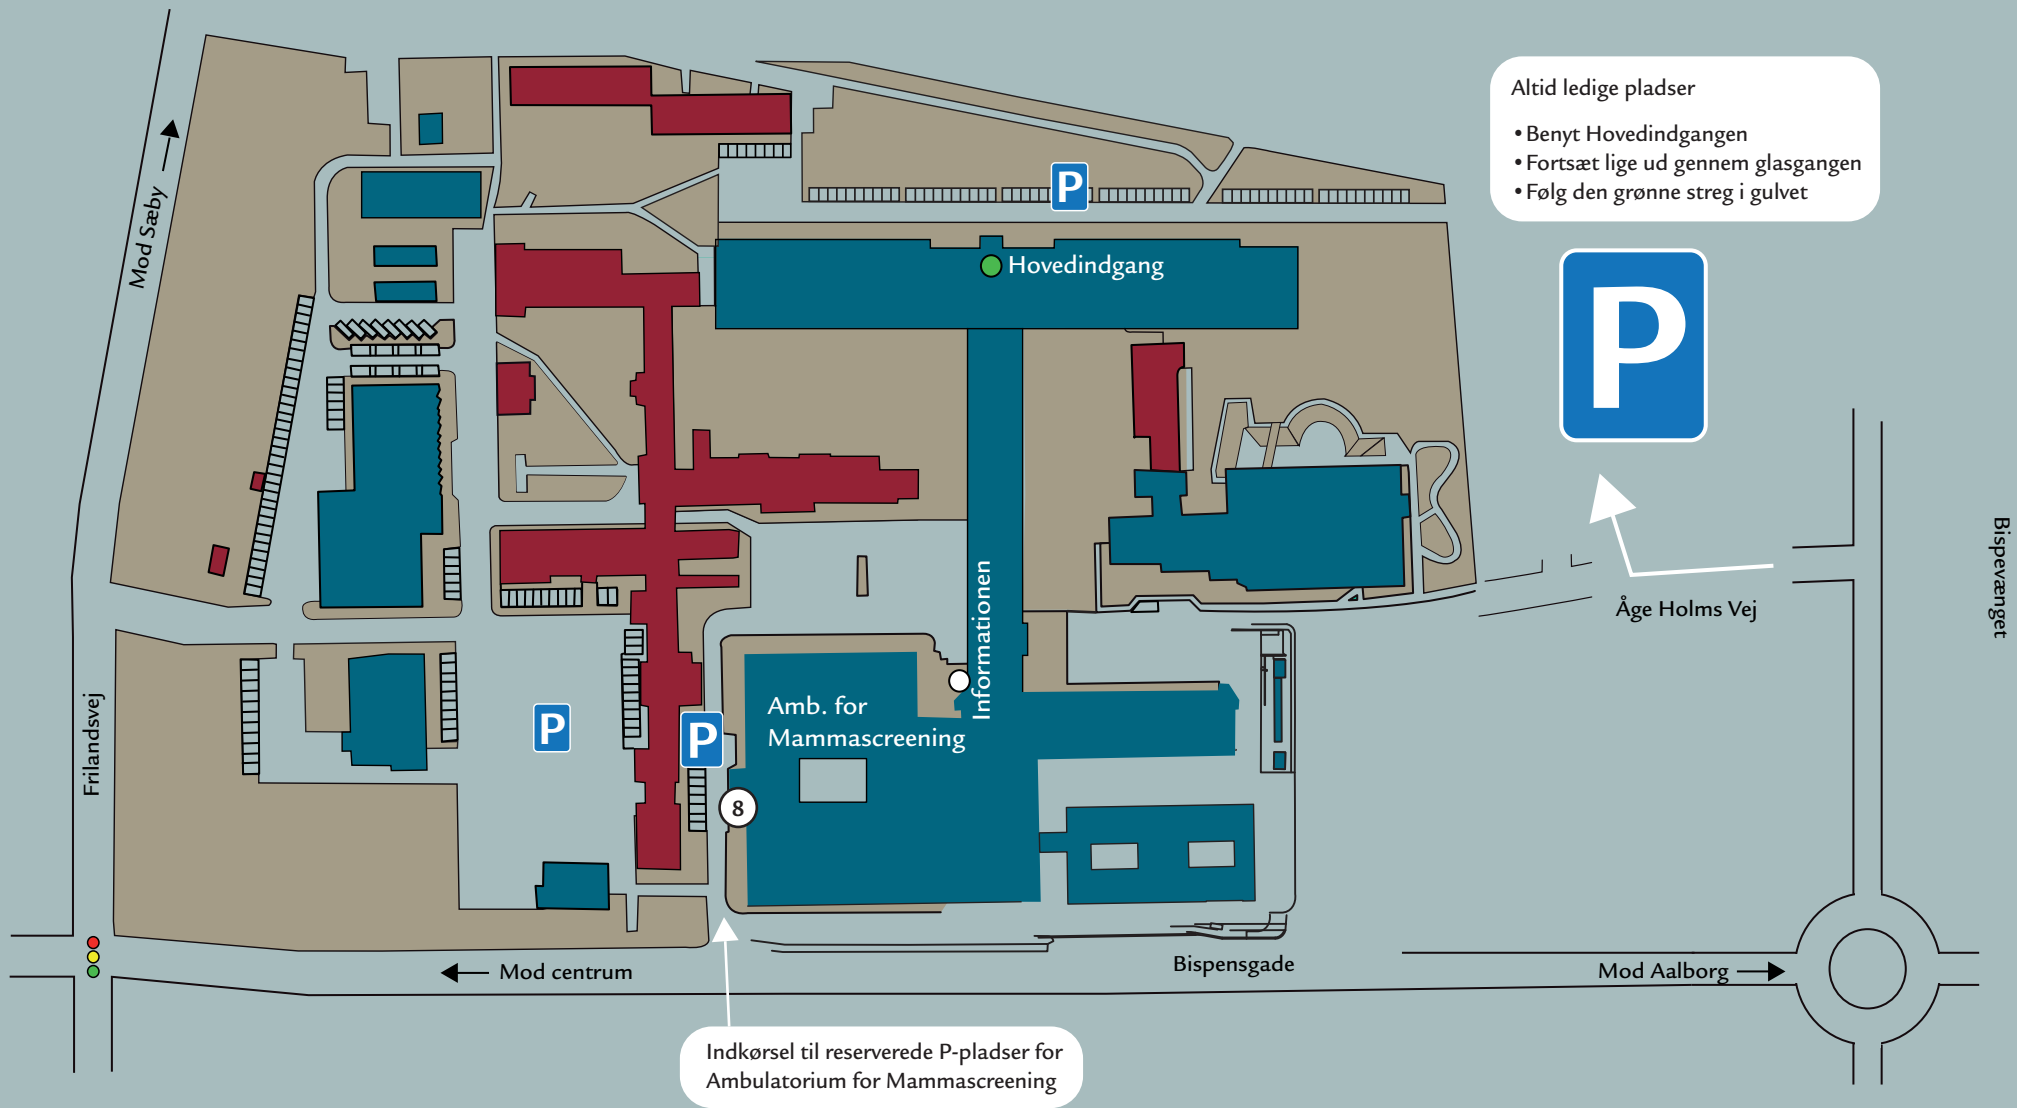 Altid ledige pladser
• Benyt Hovedindgangen
• Fortsæt lige ud gennem glasgangen
• Følg den grønne streg i gulvet
P
P
Mod Sæby
Hovedindgang
Informationen
Bispevænget
Åge Holms Vej
Amb. for
Mammascreening
P
P
8
Frilandsvej
Mod centrum
Bispensgade
Mod Aalborg
Indkørsel til reserverede P-pladser for
Ambulatorium for Mammascreening